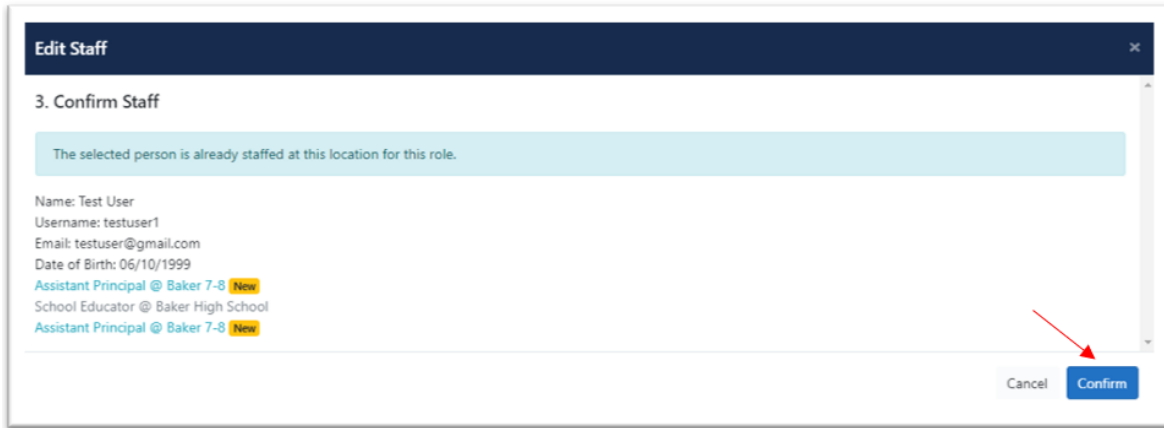 Edit Staff ×
3. Confirm Staff
The selected person is already staffed at this location for this role.
Name: Test User
Username: testuser1
Email: testuser@gmail.com
Date of Birth: 06/10/1999
Assistant Principal @ Baker 7-8 New
School Educator @ Baker High School
Assistant Principal @ Baker 7-8 New
Cancel Confirm